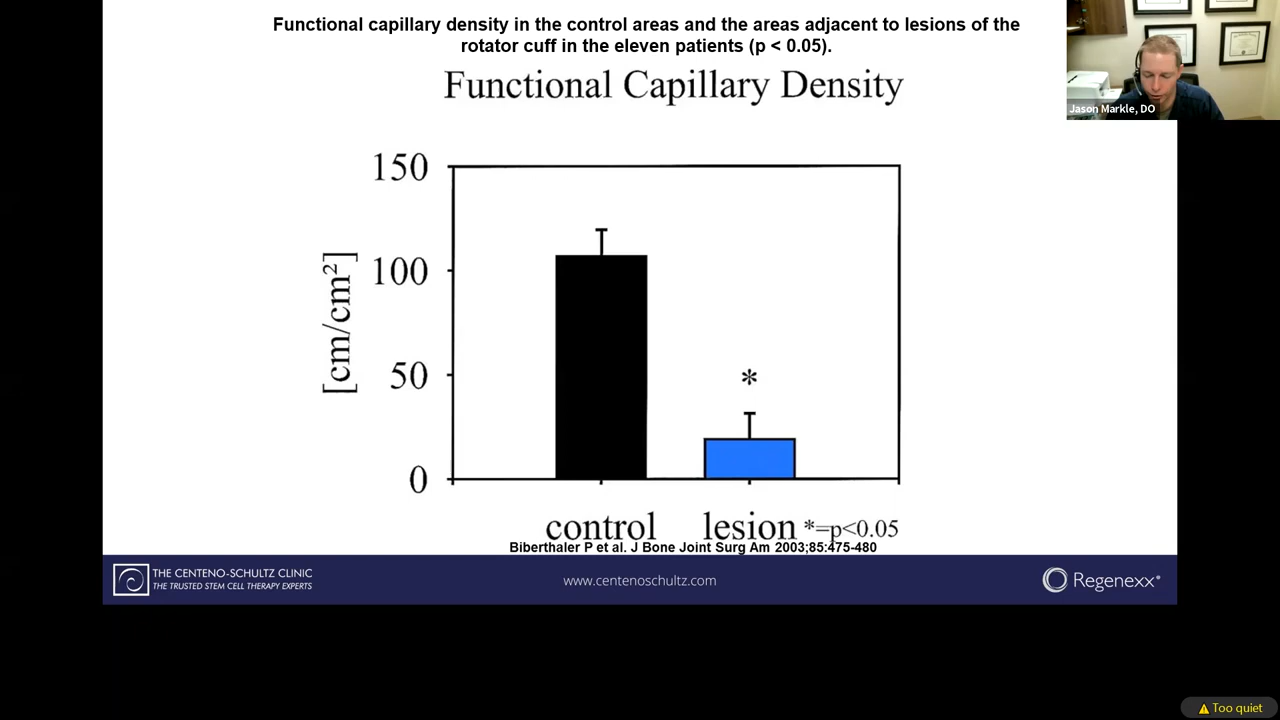 Functional capillary density in the control areas and the areas adjacent to lesions of the
rotator cuff in the eleven patients (p < 0.05).
Jason Markle, DO
Functional Capillary Density
150
100
50
0
[cm/cm²]
*
control lesion *=p<0.05
Biberthaler P et al. J Bone Joint Surg Am 2003;85:475-480
THE CENTENO-SCHULTZ CLINIC
THE TRUSTED STEM CELL THERAPY EXPERTS
www.centenoschultz.com
Regenexx®
Too quiet